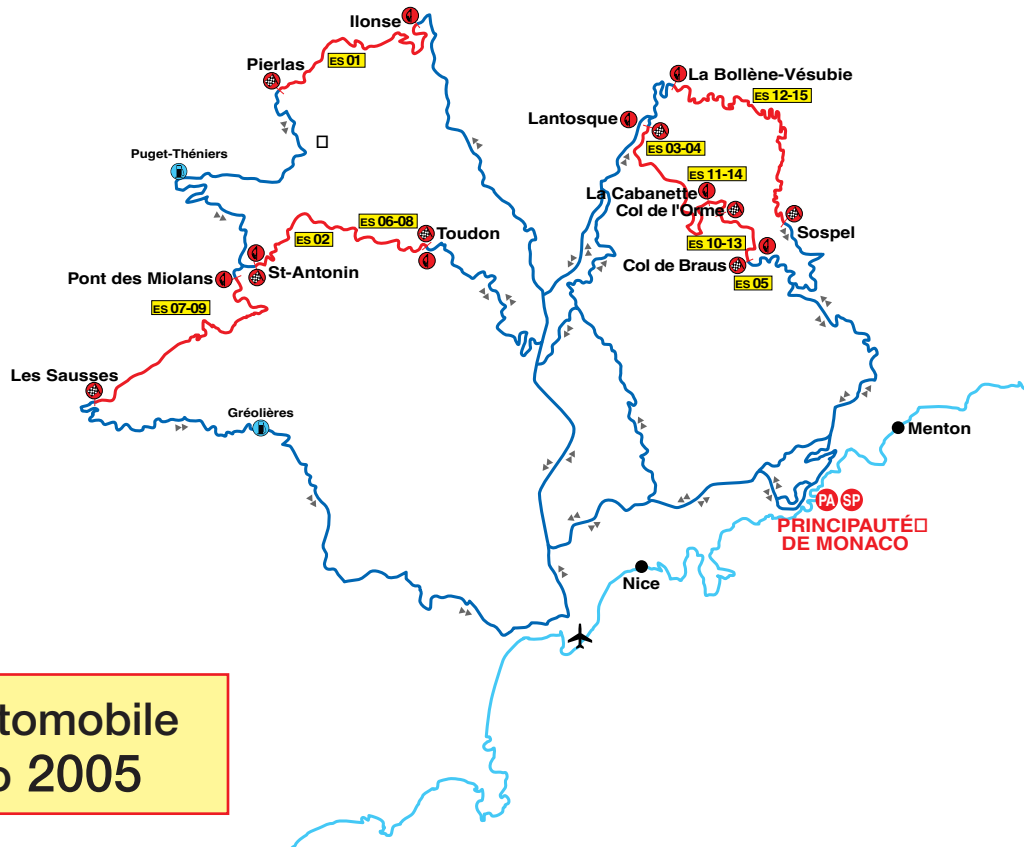 Ilonse
Pierlas
ES 01
La Bollène-Vésubie
ES 12-15
Lantosque
ES 03-04
Puget-Théniers
ES 11-14
La Cabanette
Col de l'Orme
ES 06-08
Toudon
ES 02
Sospel
ES 10-13
St-Antonin
Col de Braus
Pont des Miolans
ES 05
ES 07-09
Les Sausses
Gréolières
Menton
PA SP
PRINCIPAUTÉ
DE MONACO
Nice
tomobile
o 2005